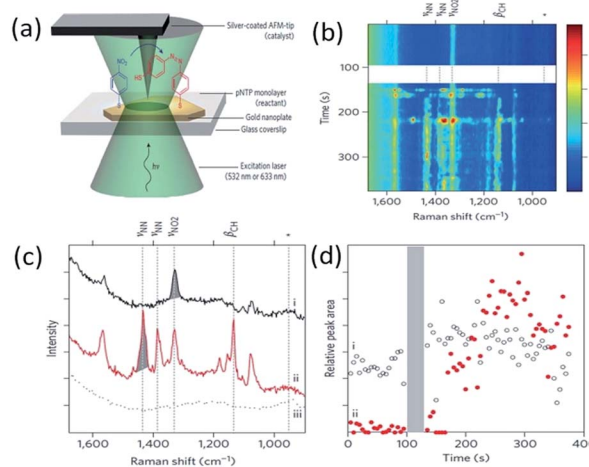 (a)
Silver-coated AFM-tip
(catalyst)
NO₂
HS
pNTP monolayer
(reactant)
Gold nanoplate
Glass coverslip
hν
Excitation laser
(532 nm or 633 nm)
(b)
νNN
νNN
νNO2
βCH
*
Time (s)
100
200
300
1,600
1,400
1,200
1,000
Raman shift (cm⁻¹)
(c)
νNN
νNN
νNO2
βCH
*
Intensity
i
ii
iii
1,600
1,400
1,200
1,000
Raman shift (cm⁻¹)
(d)
Relative peak area
i
ii
0
100
200
300
40
Time (s)